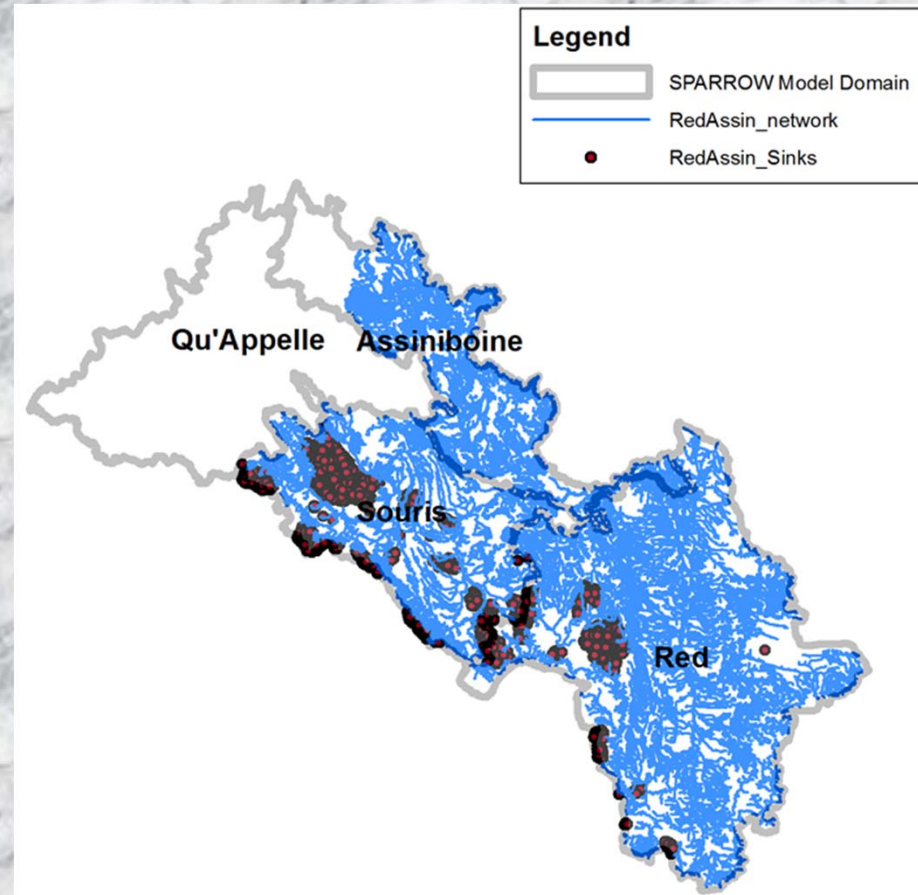 Legend
SPARROW Model Domain
RedAssin_network
RedAssin_Sinks
Qu'Appelle
Assiniboine
Souris
Red